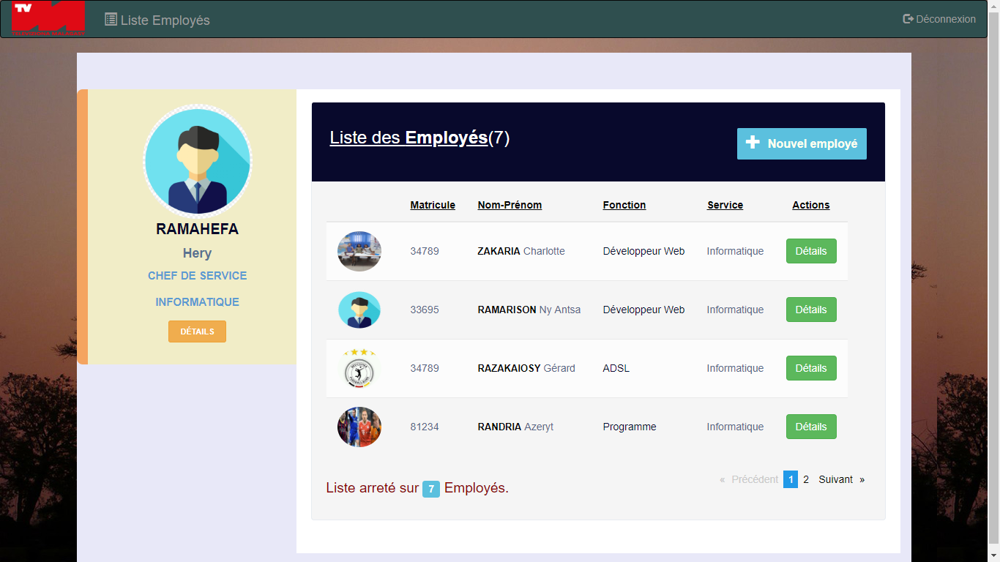 TV
Liste Employés
Déconnexion
RAMAHEFA
Hery
CHEF DE SERVICE
INFORMATIQUE
DÉTAILS
Liste des Employés(7)
Nouvel employé
Matricule Nom-Prénom Fonction Service Actions
34789 ZAKARIA Charlotte Développeur Web Informatique Détails
33695 RAMARISON Ny Antsa Développeur Web Informatique Détails
34789 RAZAKAIOSY Gérard ADSL Informatique Détails
81234 RANDRIA Azeryt Programme Informatique Détails
Liste arreté sur 7 Employés.
« Précédent 1 2 Suivant »